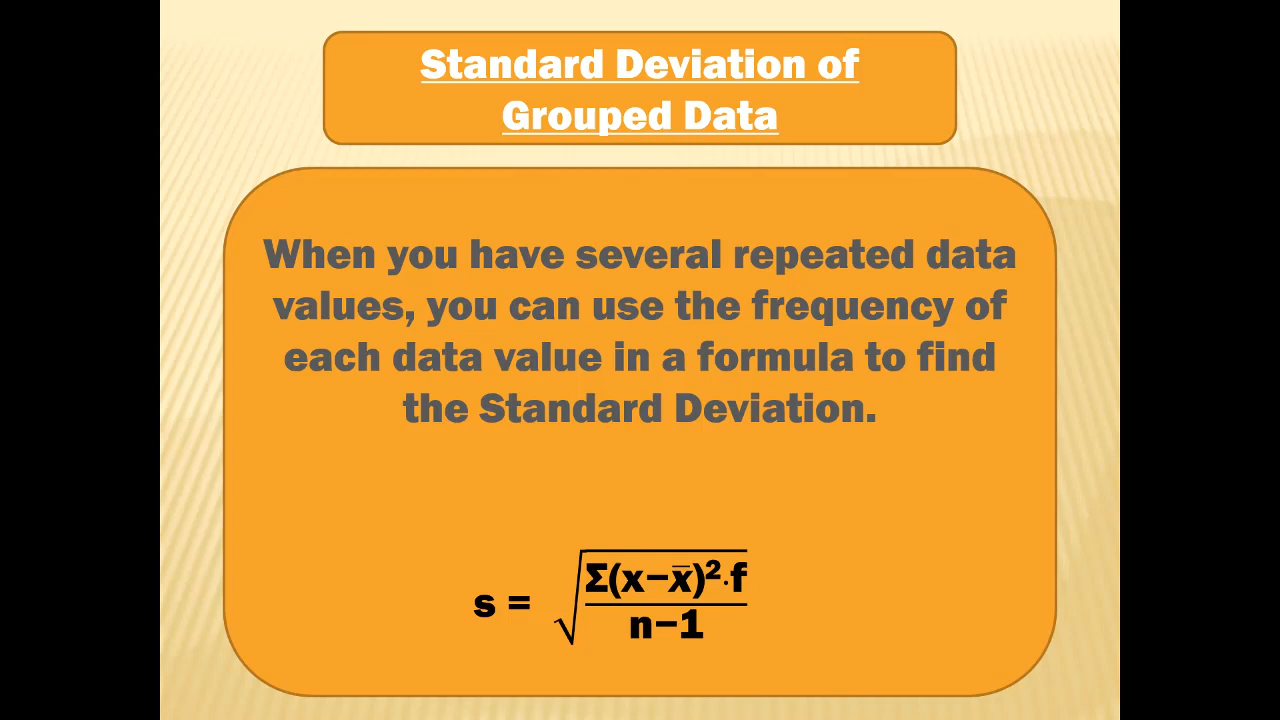 Standard Deviation of
Grouped Data
When you have several repeated data
values, you can use the frequency of
each data value in a formula to find
the Standard Deviation.
s = √(Σ(x−x̅)²·f / n−1)